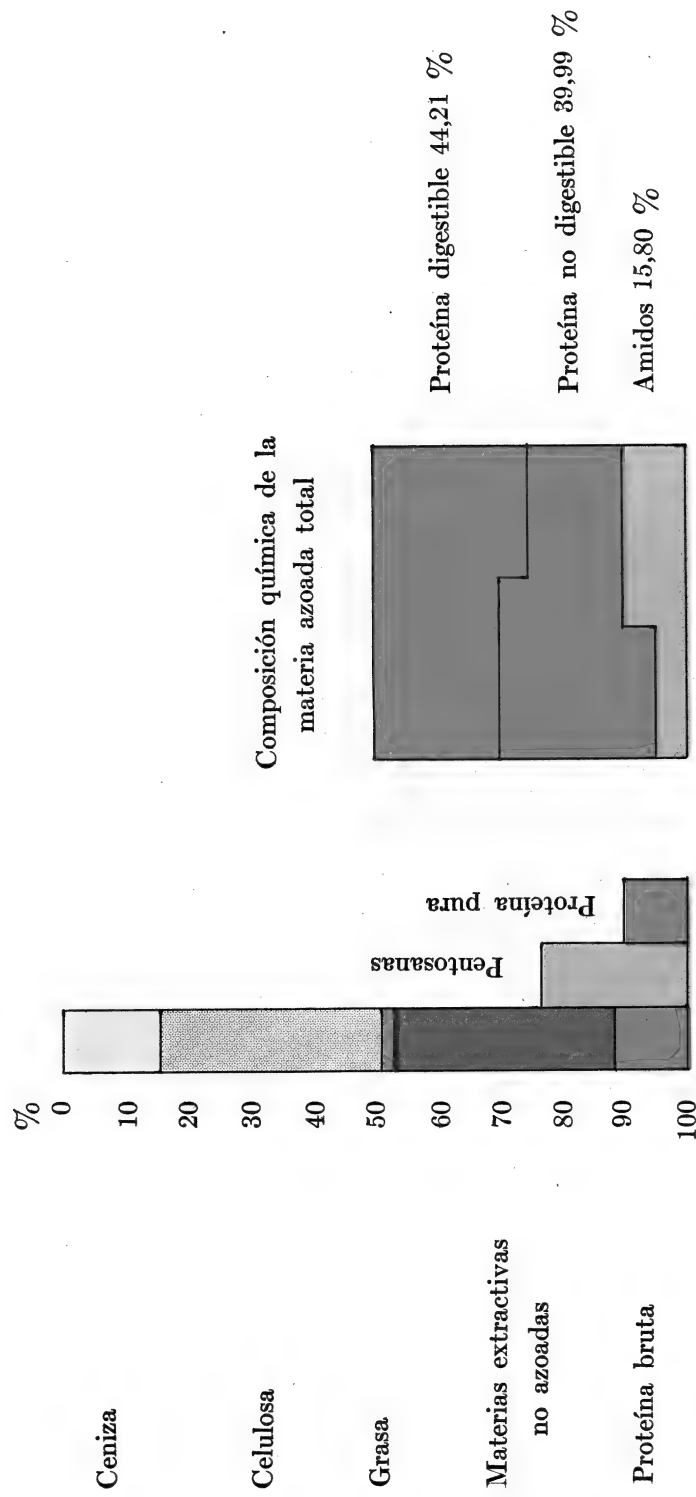 Ceniza
Celulosa
Grasa
Materias extractivas
no azoadas
Proteína bruta
%
0
10
20
30
40
50
60
70
80
90
100
Pentosanas
Proteína pura
Composición química de la
materia azoada total
Proteína digestible 44,21 %
Proteína no digestible 39,99 %
Amidos 15,80 %